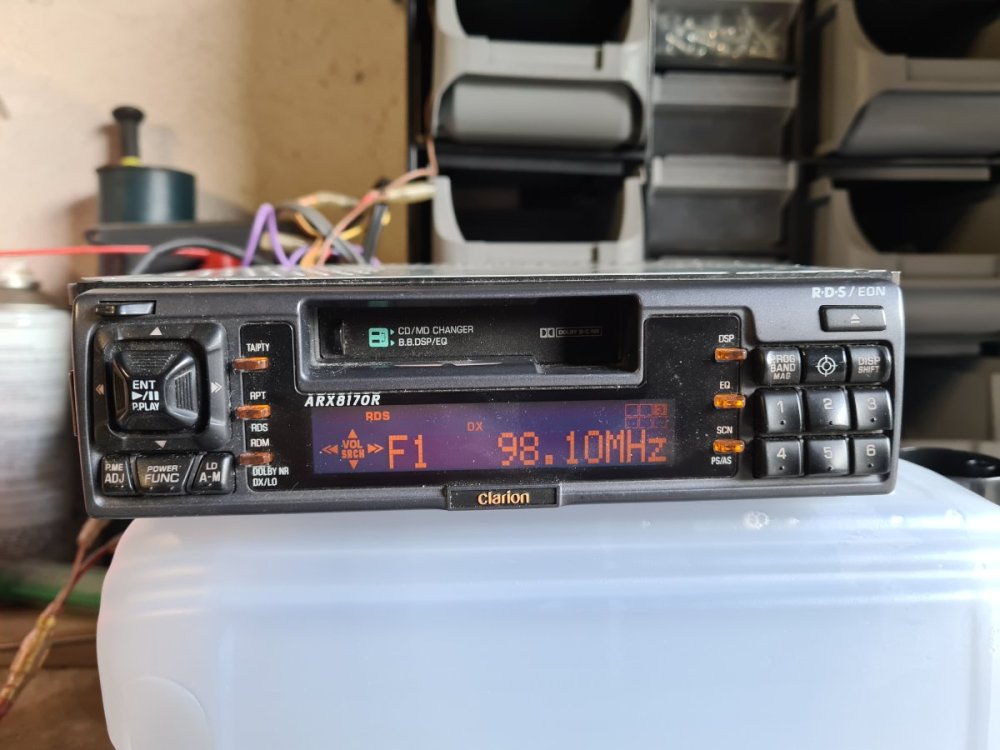 R·D·S / EON
CD/MD CHANGER
B.B.DSP/EQ
DOLBY B-C NR
TA/PTY
RPT
RDS
RDM
DOLBY NR
DX/LO
ENT
P.PLAY
P.ME
ADJ
POWER
FUNC
LD
A-M
ARX8170R
RDS
DX
VOL
SRCH
F1 98.10MHz
3
clarion
DSP
EQ
SCN
PS/AS
PROG
BAND
MAG
DISP
SHIFT
1 2 3
4 5 6